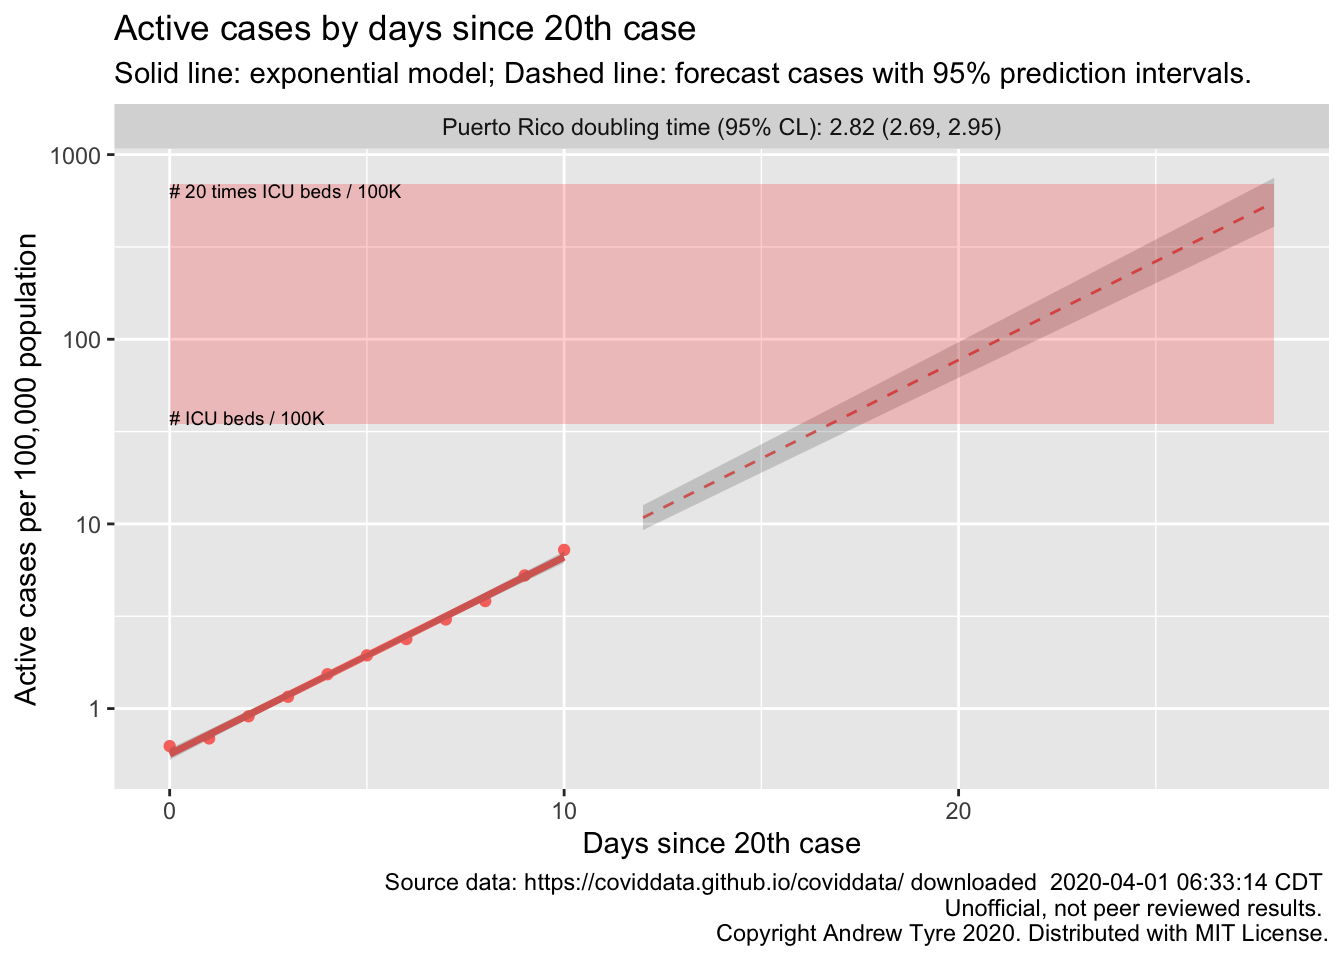 Active cases by days since 20th case
Solid line: exponential model; Dashed line: forecast cases with 95% prediction intervals.
Puerto Rico doubling time (95% CL): 2.82 (2.69, 2.95)
Active cases per 100,000 population
1000
100
10
1
# 20 times ICU beds / 100K
# ICU beds / 100K
0
10
20
Days since 20th case
Source data: https://coviddata.github.io/coviddata/ downloaded  2020-04-01 06:33:14 CDT
Unofficial, not peer reviewed results.
Copyright Andrew Tyre 2020. Distributed with MIT License.